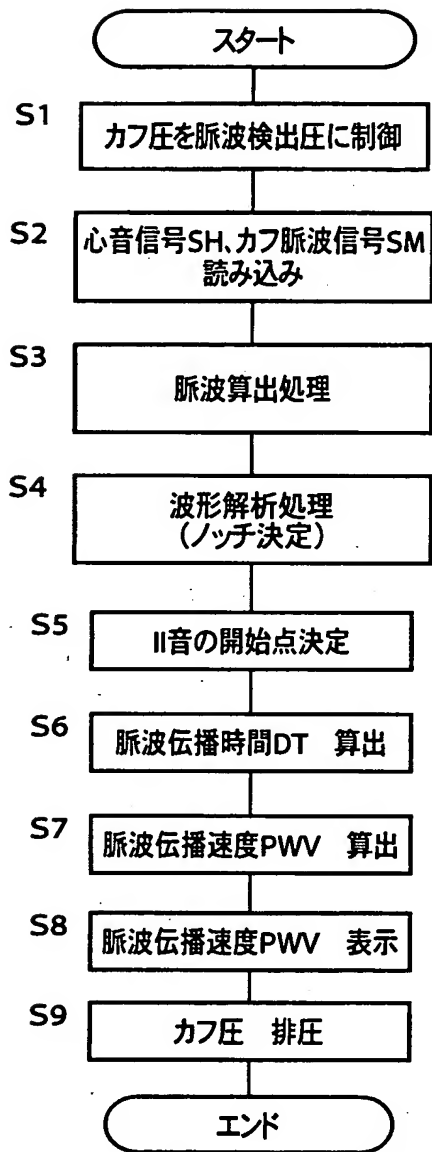 スタート
S1
カフ圧を脈波検出圧に制御
S2
心音信号SH、カフ脈波信号SM
読み込み
S3
脈波算出処理
S4
波形解析処理
(ノッチ決定)
S5
II音の開始点決定
S6
脈波伝播時間DT 算出
S7
脈波伝播速度PWV 算出
S8
脈波伝播速度PWV 表示
S9
カフ圧 排圧
エンド